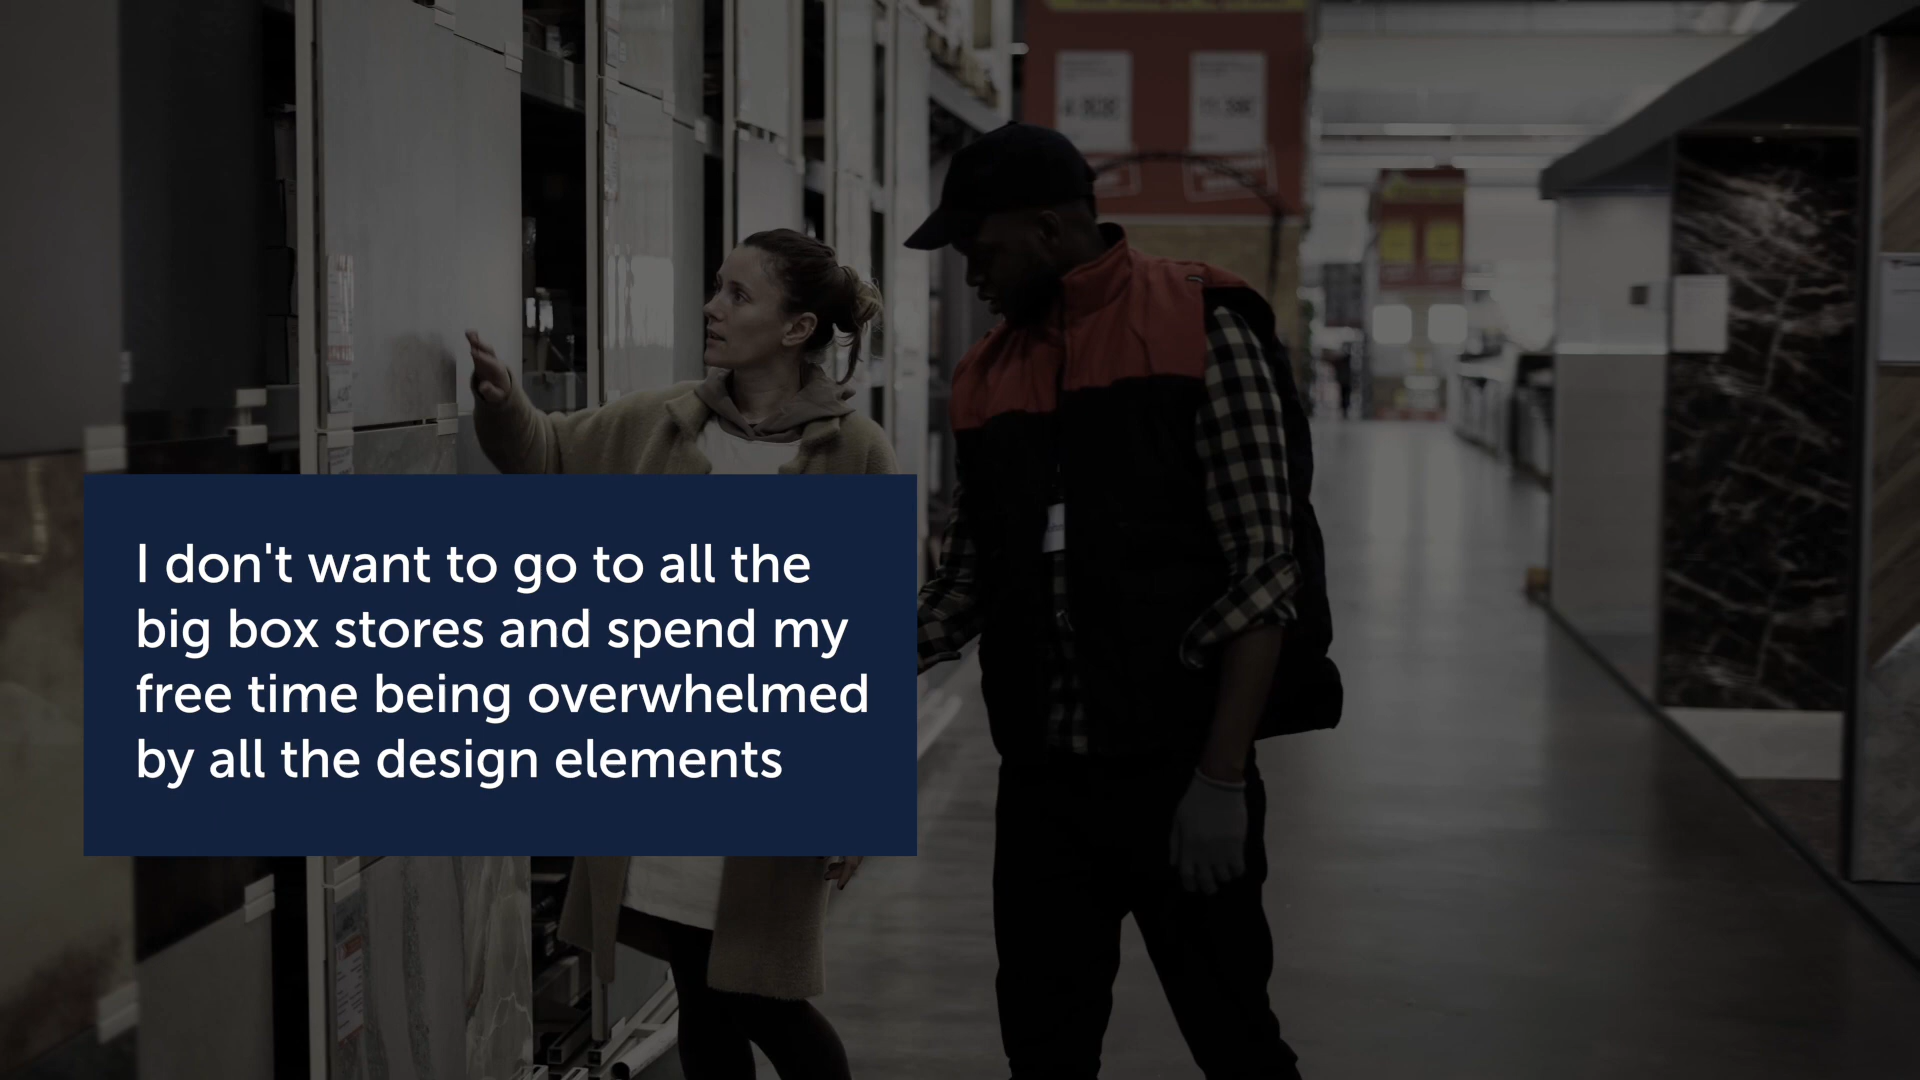 I don't want to go to all the
big box stores and spend my
free time being overwhelmed
by all the design elements